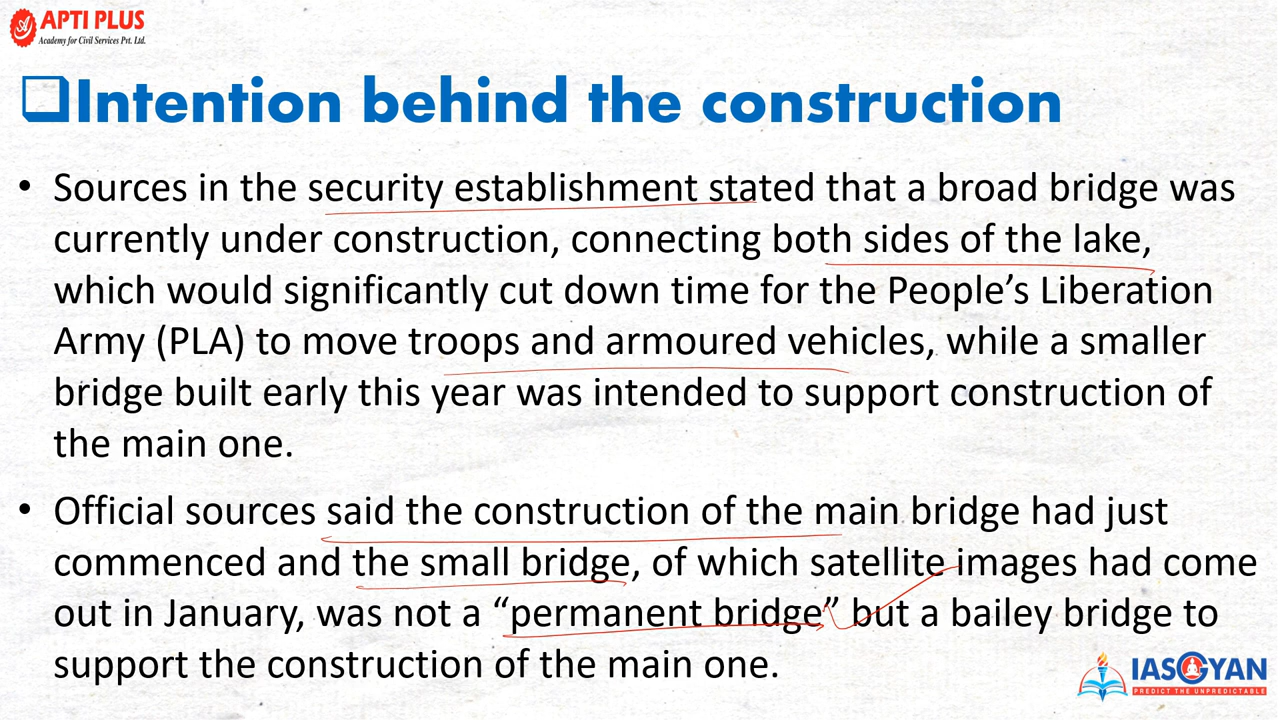 APTI PLUS
Academy for Civil Services Pvt. Ltd.
Intention behind the construction
• Sources in the security establishment stated that a broad bridge was
currently under construction, connecting both sides of the lake,
which would significantly cut down time for the People’s Liberation
Army (PLA) to move troops and armoured vehicles, while a smaller
bridge built early this year was intended to support construction of
the main one.
• Official sources said the construction of the main bridge had just
commenced and the small bridge, of which satellite images had come
out in January, was not a “permanent bridge” but a bailey bridge to
support the construction of the main one.
IASGYAN
PREDICT THE UNPREDICTABLE